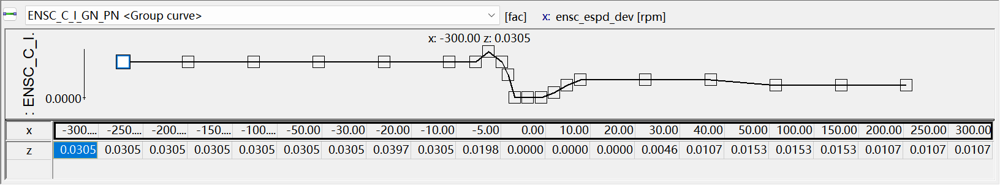 ENSC_C_I_GN_PN <Group curve> [fac] x: ensc_espd_dev [rpm]
: ENSC_C_I.
x: -300.00 z: 0.0305
0.0000
x -300.... -250.... -200.... -150.... -100.... -50.00 -30.00 -20.00 -10.00 -5.00 0.00 10.00 20.00 30.00 40.00 50.00 100.00 150.00 200.00 250.00 300.00
z 0.0305 0.0305 0.0305 0.0305 0.0305 0.0305 0.0305 0.0397 0.0305 0.0198 0.0000 0.0000 0.0000 0.0046 0.0107 0.0153 0.0153 0.0153 0.0107 0.0107 0.0107